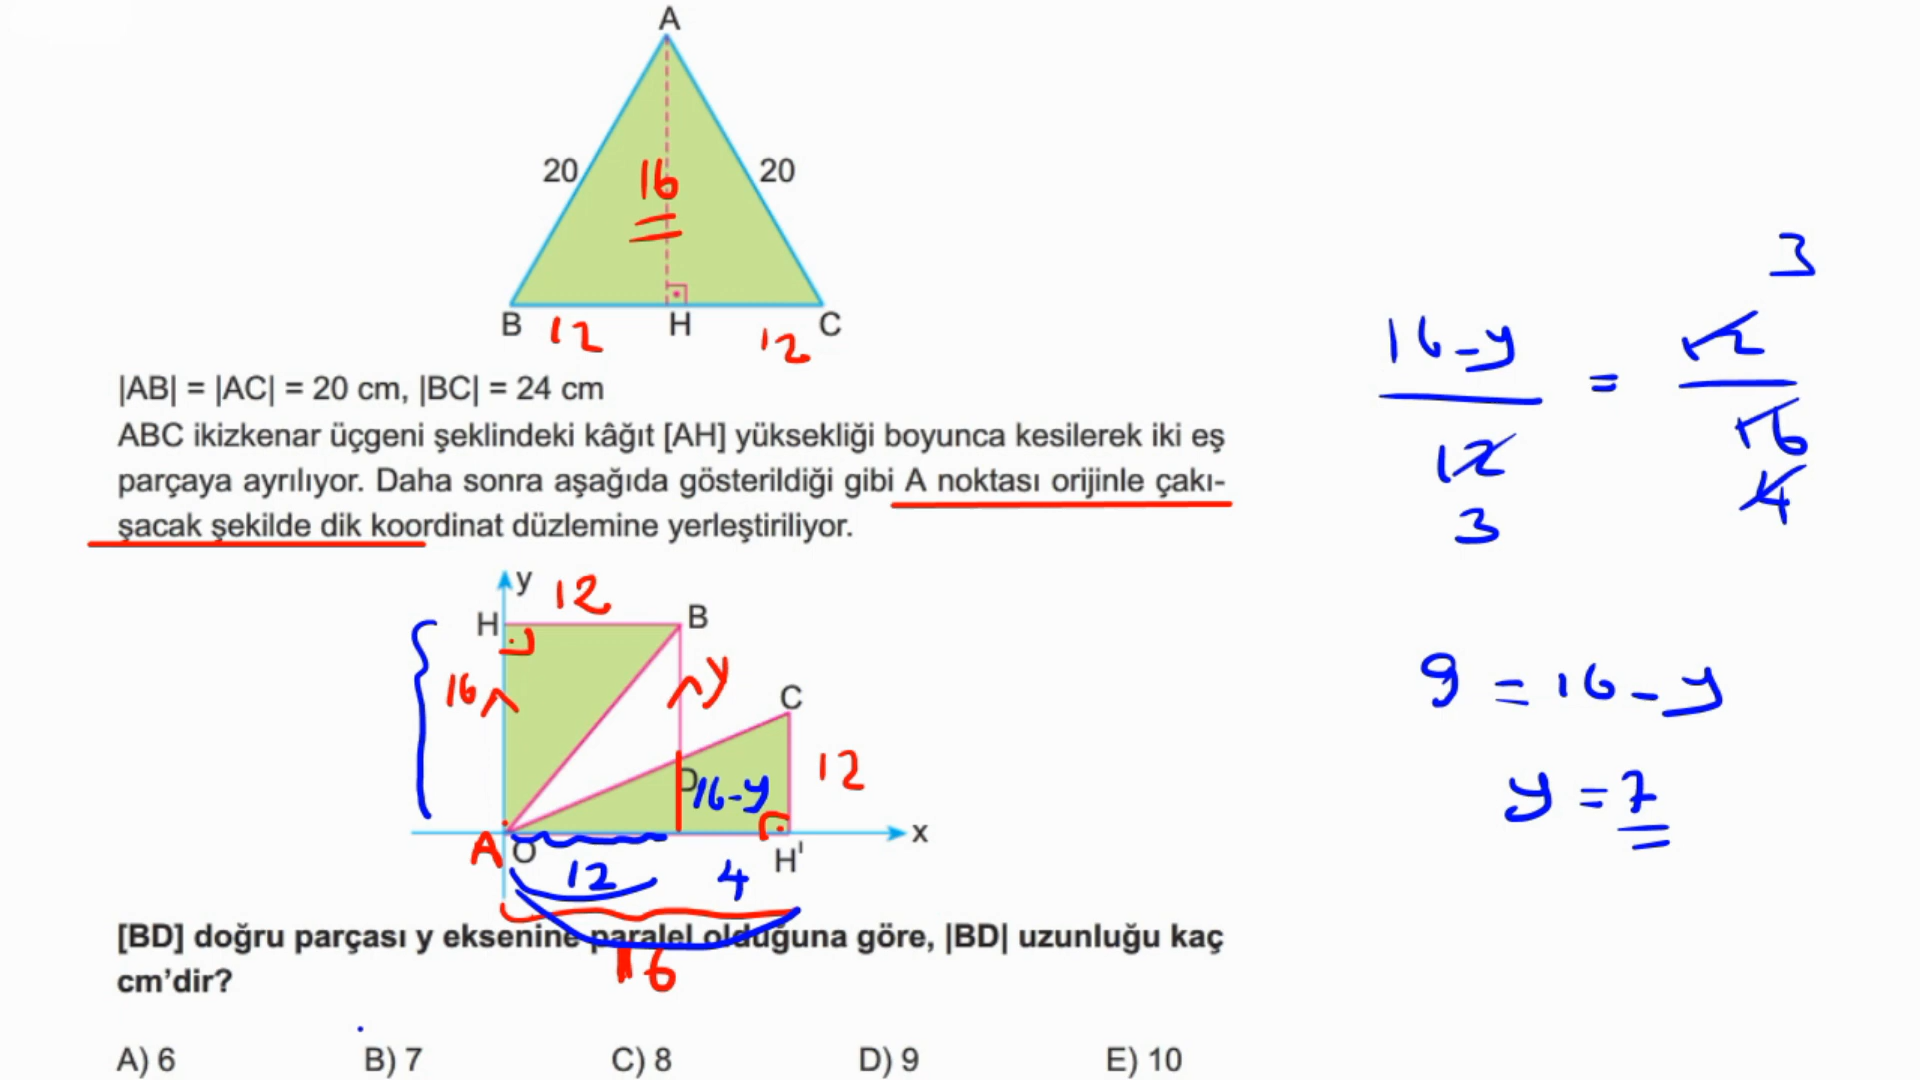 A
20
16
20
B
12
H
12
C
|AB| = |AC| = 20 cm, |BC| = 24 cm
ABC ikizkenar üçgeni şeklindeki kâğıt [AH] yüksekliği boyunca kesilerek iki eş
parçaya ayrılıyor. Daha sonra aşağıda gösterildiği gibi A noktası orijinle çakı-
şacak şekilde dik koordinat düzlemine yerleştiriliyor.
y
12
H
B
16
y
C
D
16-y
12
A
O
H'
x
12
4
16
[BD] doğru parçası y eksenine paralel olduğuna göre, |BD| uzunluğu kaç
cm'dir?
A) 6 B) 7 C) 8 D) 9 E) 10
3
16-y = 12
12 16
3 4
9 = 16-y
y = 7